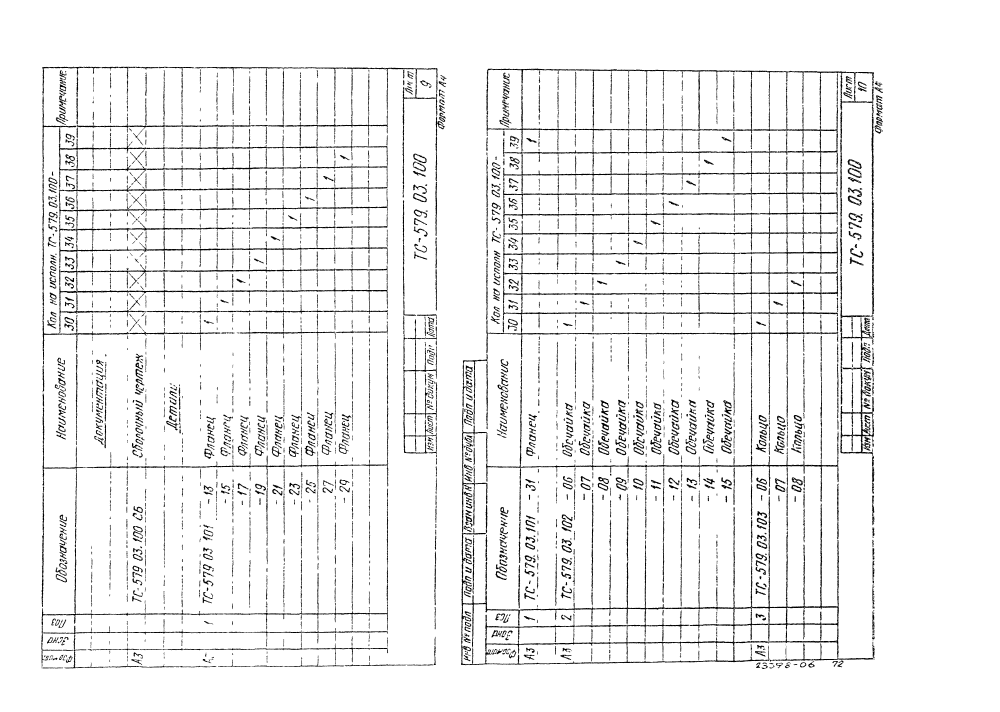 Формат Зона Поз Обозначение Наименование Кол на исполн. ТС-579.03.100- Примечание
30 31 32 33 34 35 36 37 38 39
Документация
А3 ТС-579 03.100 СБ Сборочный чертеж
Детали
1 ТС-579 03 101 -13 Фланец 1
-15 Фланец 1
-17 Фланец 1
-19 Фланец 1
-21 Фланец 1
-23 Фланец 1
-25 Фланец 1
27 Фланец 1
-29 Фланец 1
Изм Лист № докум Подп. Дата
ТС-579 03.100
Лист
9
Формат А4
Инв № подл Подп и дата Взам инв № Инв № дубл Подп и дата
Формат Зона Поз Обозначение Наименование Кол на исполн ТС-579 03.100- Примечание
30 31 32 33 34 35 36 37 38 39
А3 1 ТС-579.03.101 -31 Фланец 1
А3 2 ТС-579.03.102 -06 Обечайка 1
-07 Обечайка 1
-08 Обечайка 1
-09 Обечайка 1
-10 Обечайка 1
-11 Обечайка 1
-12 Обечайка 1
-13 Обечайка 1
-14 Обечайка 1
-15 Обечайка 1
А3 3 ТС-579.03.103 -06 Кольцо 1
-07 Кольцо 1
-08 Кольцо 1
Изм Лист № докум Подп. Дата
ТС-579.03.100
Лист
10
Формат А4
23398-06 72